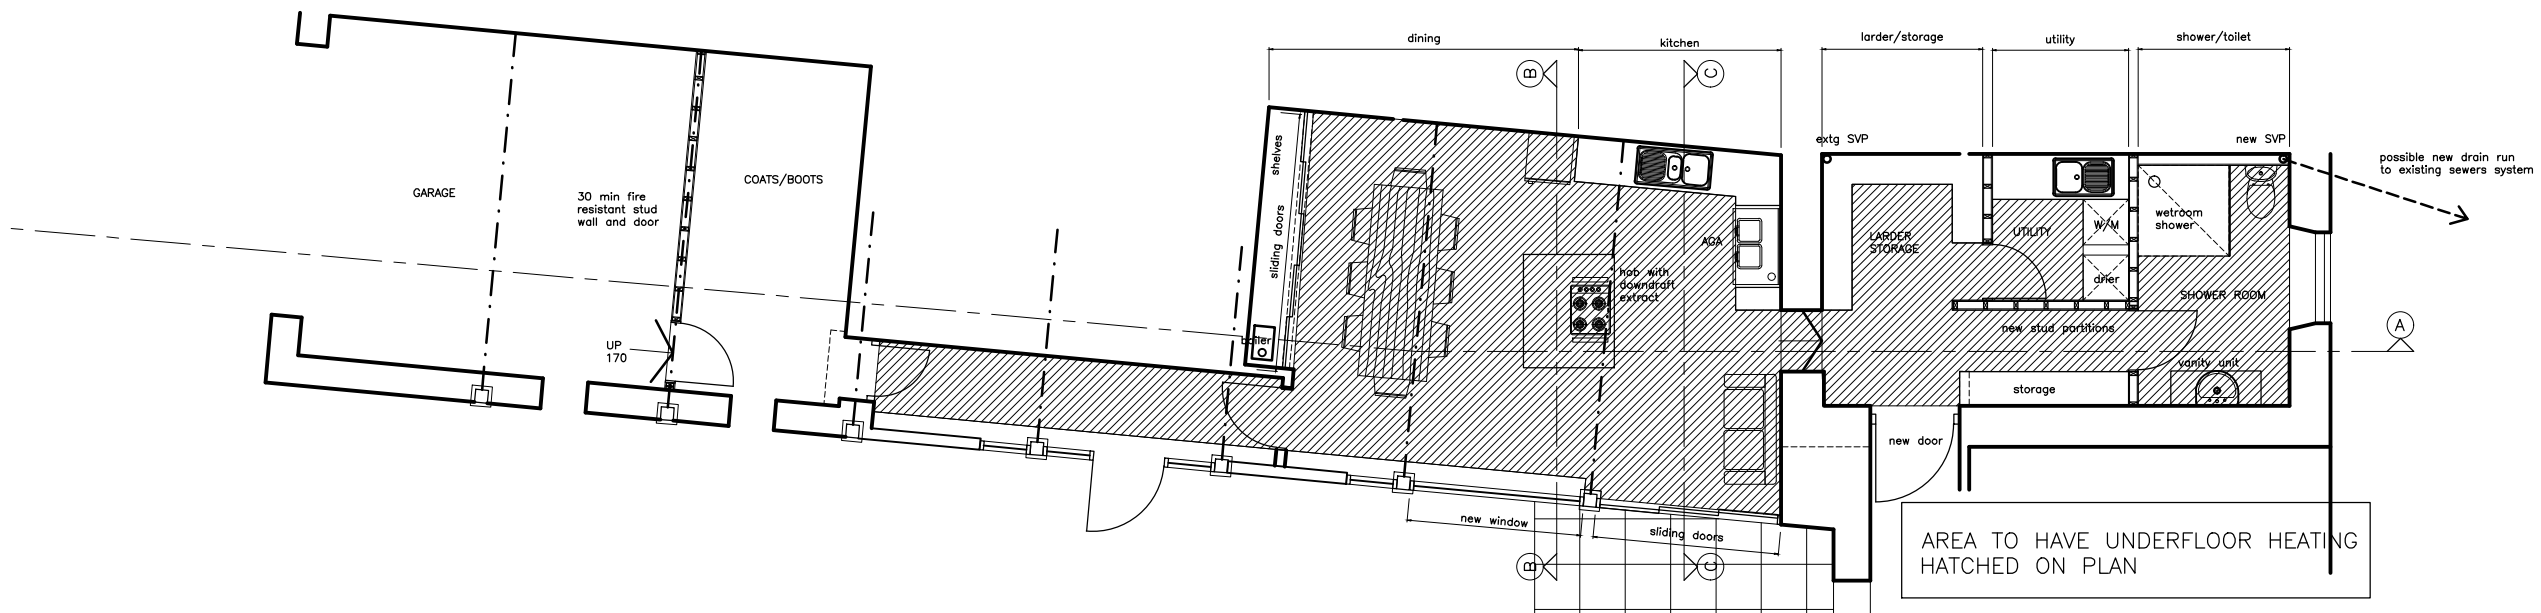 dining
kitchen
larder/storage
utility
shower/toilet
B
C
extg SVP
new SVP
possible new drain run
to existing sewers system
shelves
sliding doors
GARAGE
30 min fire
resistant stud
wall and door
COATS/BOOTS
AGA
hob with
downdraft
extract
LARDER
STORAGE
UTILITY
W/M
drier
wetroom
shower
SHOWER ROOM
new stud partitions
A
UP
170
boiler
vanity unit
storage
new door
new window
sliding doors
B
C
AREA TO HAVE UNDERFLOOR HEATING
HATCHED ON PLAN